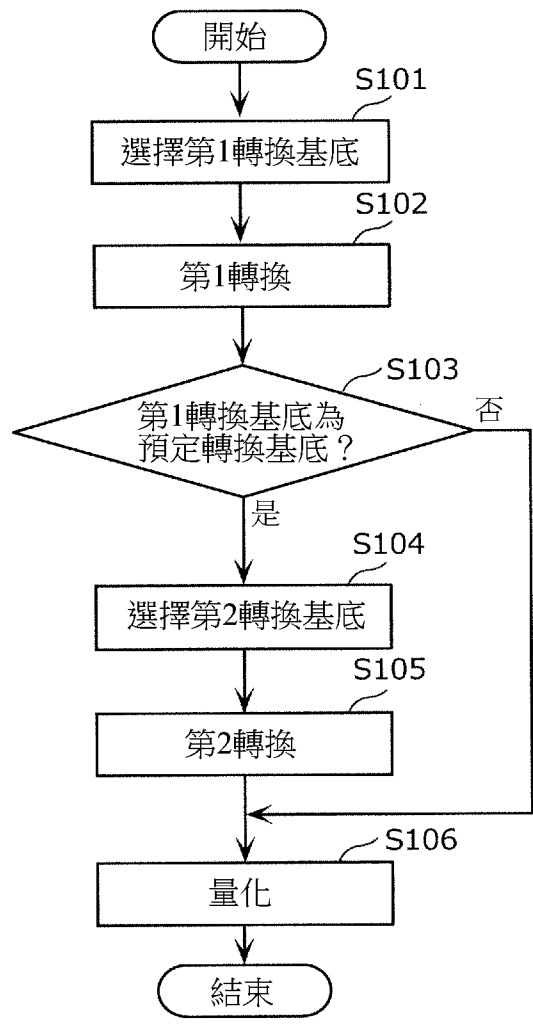 開始
S101
選擇第1轉換基底
S102
第1轉換
S103
第1轉換基底為
預定轉換基底？
否
是
S104
選擇第2轉換基底
S105
第2轉換
S106
量化
結束